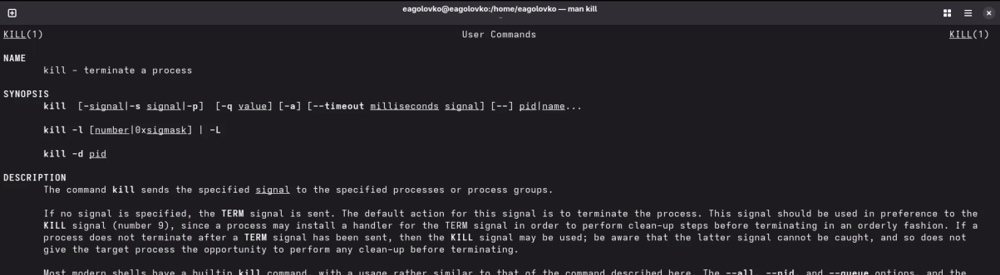 eagolovko@eagolovko:/home/eagolovko — man kill
KILL(1) User Commands KILL(1)
NAME
kill - terminate a process
SYNOPSIS
kill [-signal|-s signal|-p] [-q value] [-a] [--timeout milliseconds signal] [--] pid|name...
kill -l [number|0xsigmask] | -L
kill -d pid
DESCRIPTION
The command kill sends the specified signal to the specified processes or process groups.
If no signal is specified, the TERM signal is sent. The default action for this signal is to terminate the process. This signal should be used in preference to the
KILL signal (number 9), since a process may install a handler for the TERM signal in order to perform clean-up steps before terminating in an orderly fashion. If a
process does not terminate after a TERM signal has been sent, then the KILL signal may be used; be aware that the latter signal cannot be caught, and so does not
give the target process the opportunity to perform any clean-up before terminating.
Most modern shells have a builtin kill command, with a usage rather similar to that of the command described here. The --all, --pid, and --queue options, and the